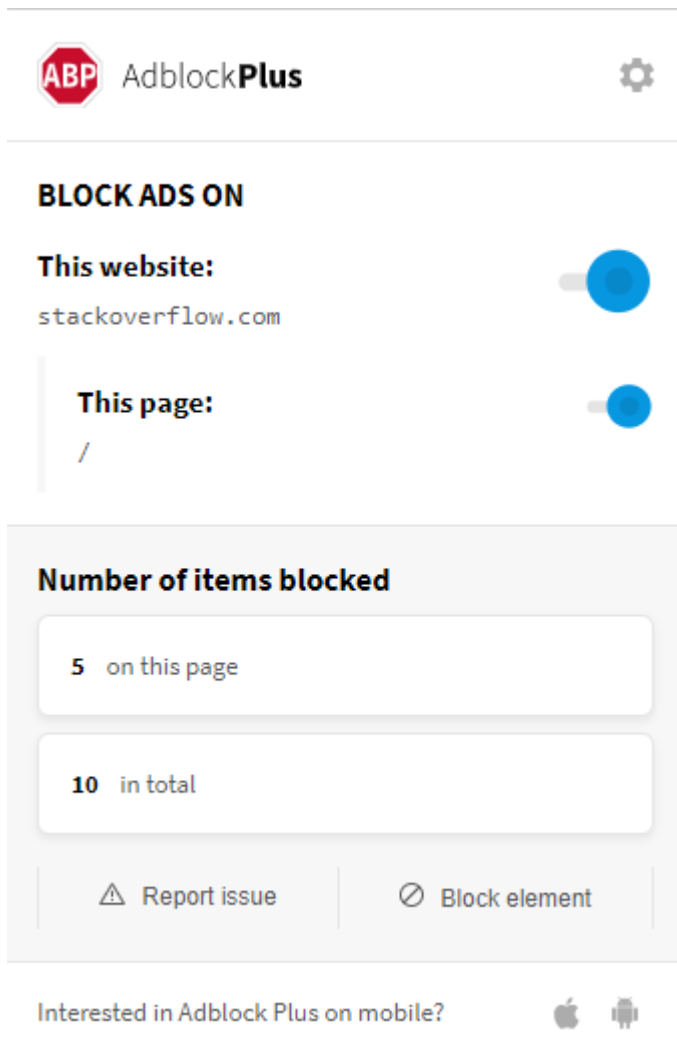 ABP AdblockPlus
BLOCK ADS ON
This website:
stackoverflow.com
This page:
/
Number of items blocked
5 on this page
10 in total
Report issue
Block element
Interested in Adblock Plus on mobile?